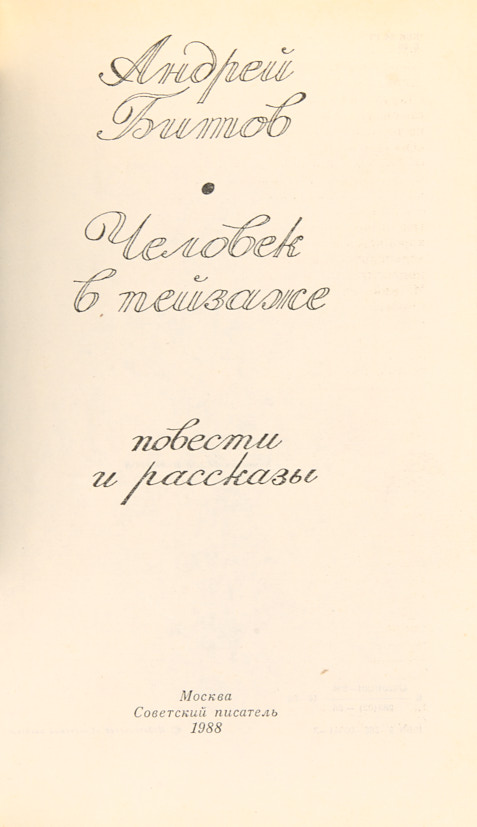 Андрей
Битов
•
Человек
в пейзаже
повести
и рассказы
Москва
Советский писатель
1988